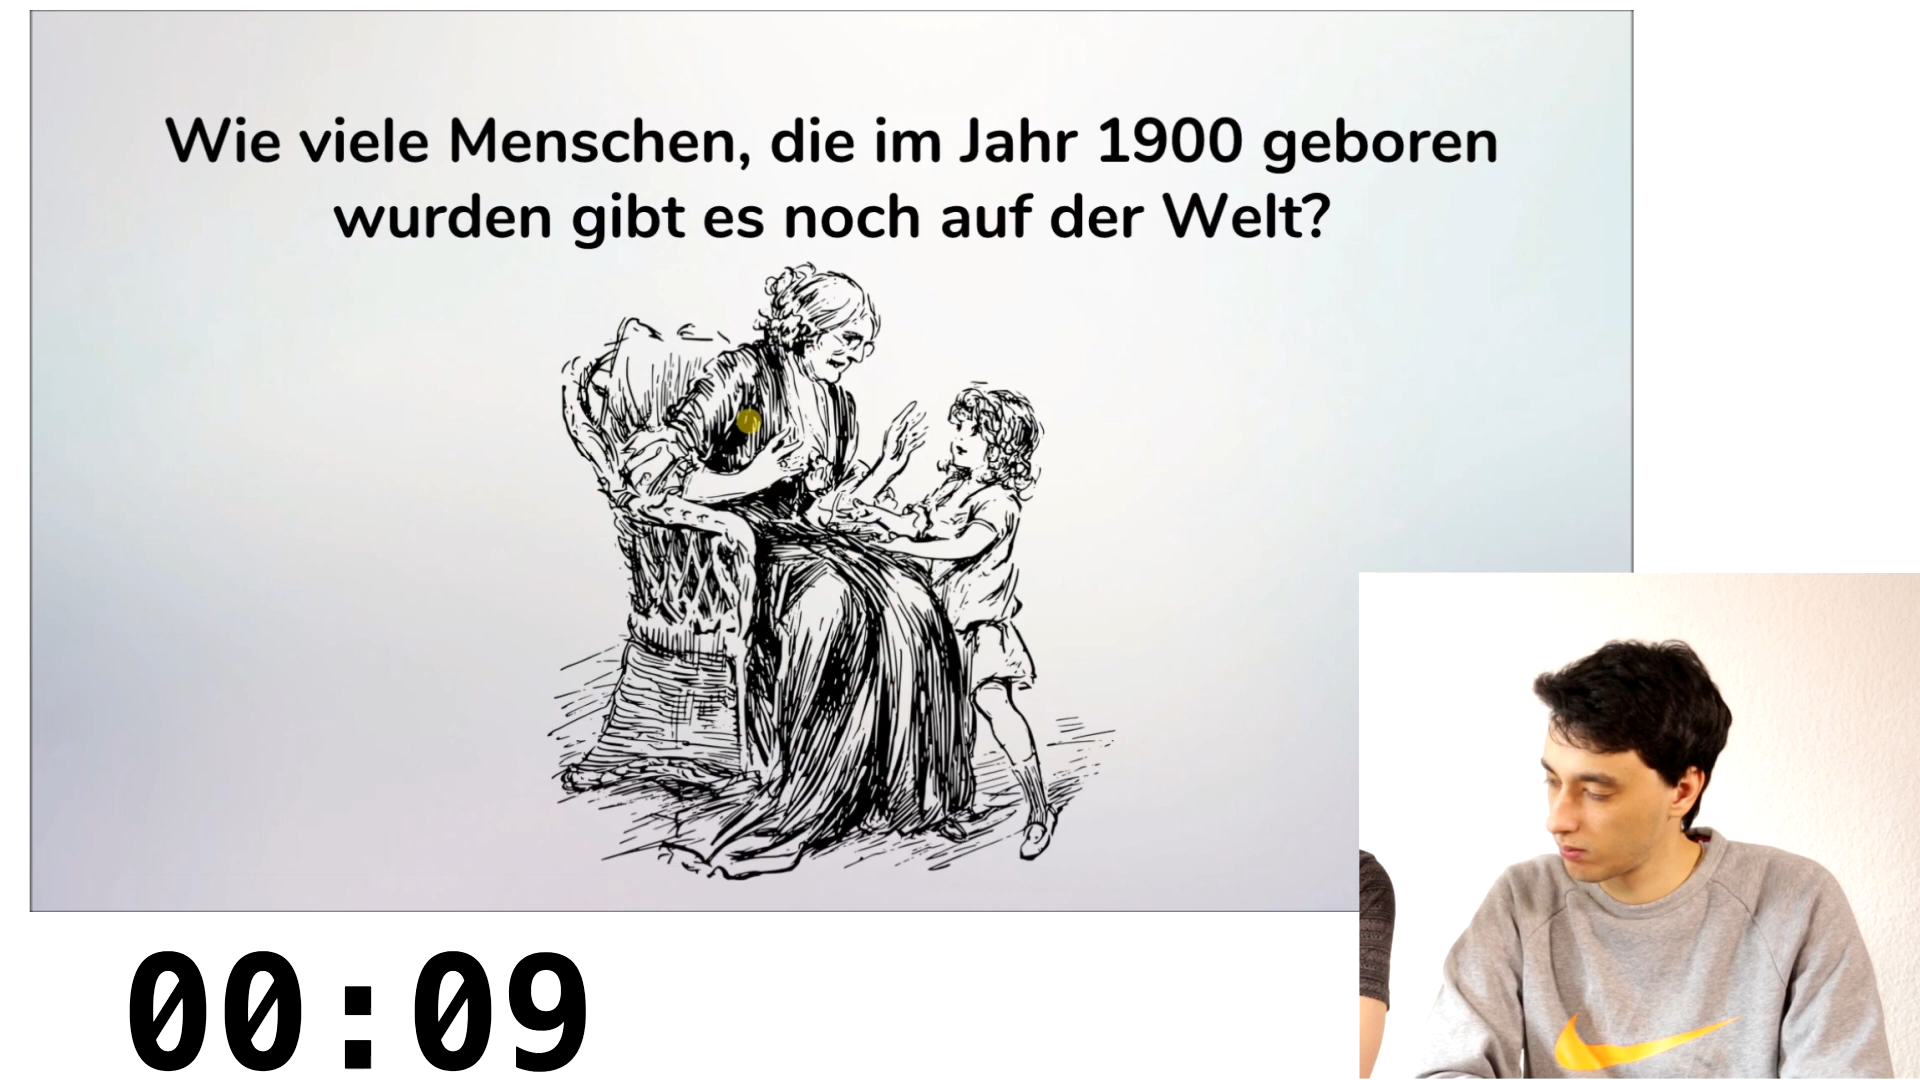 Wie viele Menschen, die im Jahr 1900 geboren
wurden gibt es noch auf der Welt?
00:09